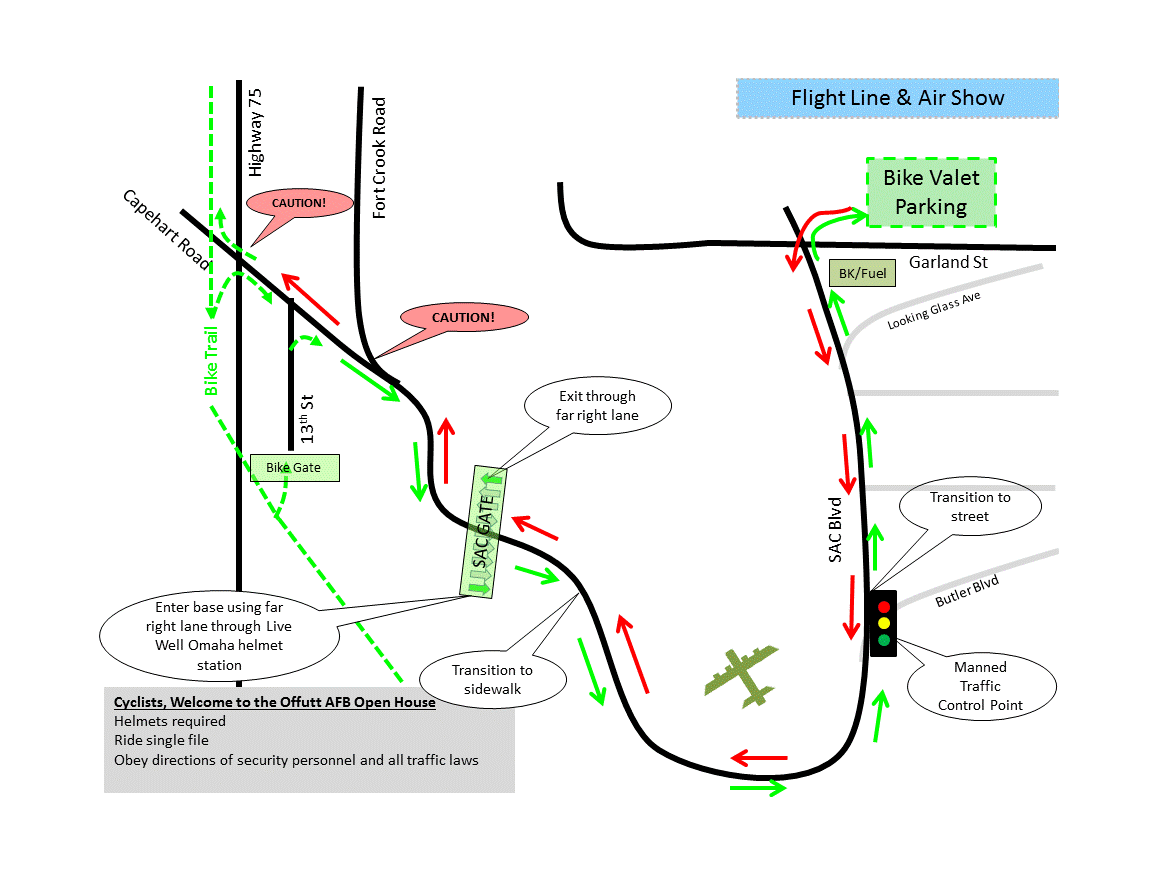 Flight Line & Air Show
Highway 75
Fort Crook Road
Bike Valet
Parking
Capehart Road
CAUTION!
Garland St
BK/Fuel
Looking Glass Ave
CAUTION!
Bike Trail
13th St
Exit through
far right lane
Bike Gate
SAC GATE
SAC Blvd
Transition to
street
Butler Blvd
Enter base using far
right lane through Live
Well Omaha helmet
station
Transition to
sidewalk
Manned
Traffic
Control Point
Cyclists, Welcome to the Offutt AFB Open House
Helmets required
Ride single file
Obey directions of security personnel and all traffic laws